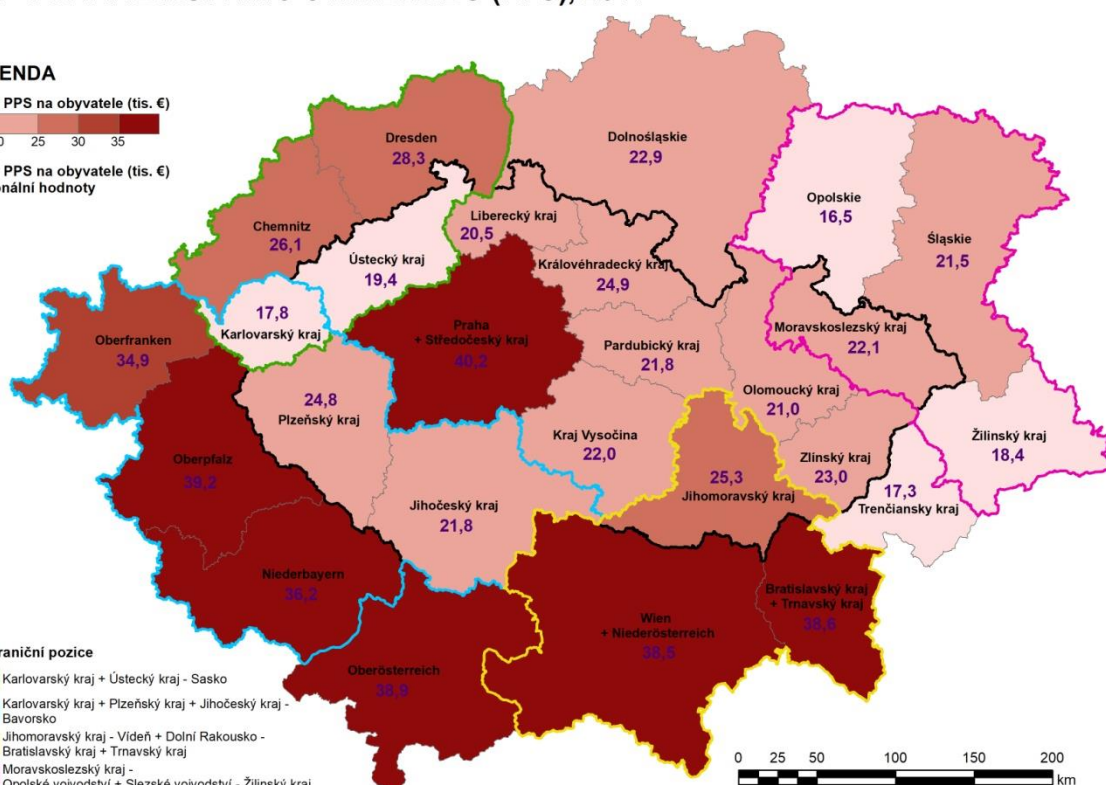 ENDA
PPS na obyvatele (tis. €)
25 30 35
PPS na obyvatele (tis. €)
Dresden
28,3
Dolnośląskie
22,9
Opolskie
16,5
Śląskie
21,5
Chemnitz
26,1
Liberecký kraj
20,5
Ústecký kraj
19,4
Královéhradecký kraj
24,9
17,8
Karlovarský kraj
Oberfranken
34,9
Praha
+ Středočeský kraj
40,2
Moravskoslezský kraj
22,1
Pardubický kraj
21,8
Olomoucký kraj
21,0
24,8
Plzeňský kraj
Kraj Vysočina
22,0
Zlínský kraj
23,0
Žilinský kraj
18,4
Oberpfalz
39,2
25,3
Jihomoravský kraj
17,3
Trenčiansky kraj
Jihočeský kraj
21,8
Niederbayern
36,2
Bratislavský kraj
+ Trnavský kraj
38,6
Wien
+ Niederösterreich
38,5
Oberösterreich
38,9
raniční pozice
Karlovarský kraj + Ústecký kraj - Sasko
Karlovarský kraj + Plzeňský kraj + Jihočeský kraj -
Bavorsko
Jihomoravský kraj - Vídeň + Dolní Rakousko -
Bratislavský kraj + Trnavský kraj
Moravskoslezský kraj -
Opolské vojvodství + Slezské vojvodství - Žilinský kraj
0 25 50 100 150 200
km